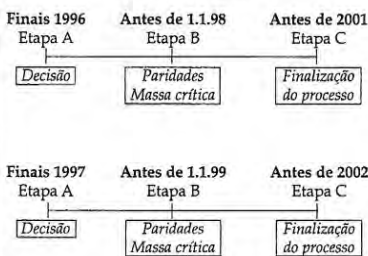 Finais 1996 Antes de 1.1.98 Antes de 2001
Etapa A Etapa B Etapa C
Decisão Paridades Finalização
Massa crítica do processo
Finais 1997 Antes de 1.1.99 Antes de 2002
Etapa A Etapa B Etapa C
Decisão Paridades Finalização
Massa crítica do processo